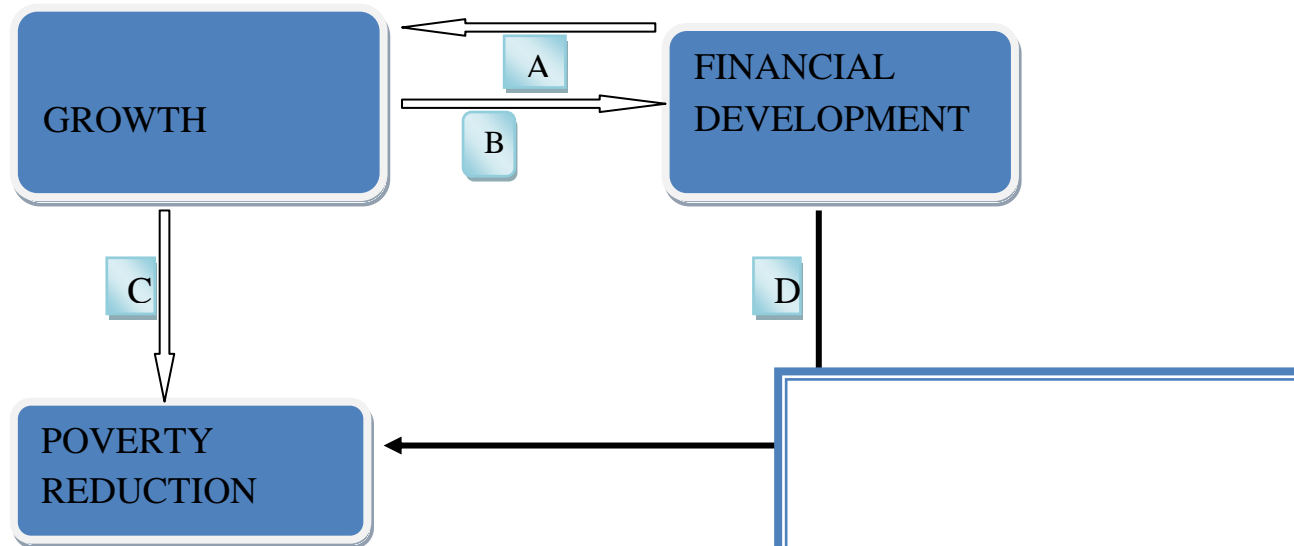 GROWTH
A
B
FINANCIAL
DEVELOPMENT
C
D
POVERTY
REDUCTION